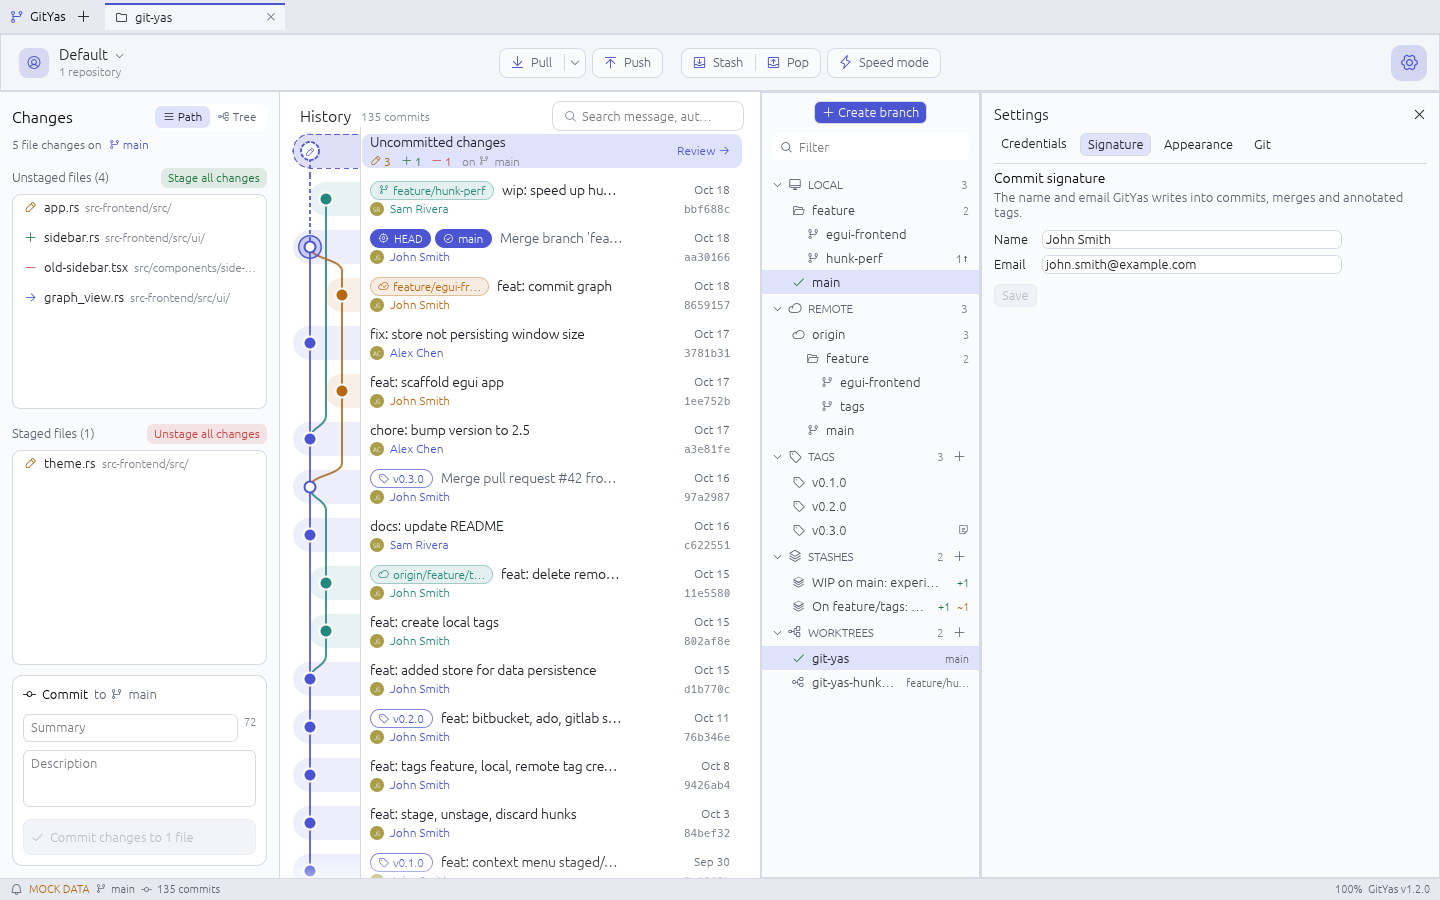 GitYas
git-yas
Default
1 repository
Pull
Push
Stash
Pop
Speed mode
Changes
Path
Tree
5 file changes on main
Unstaged files (4)
Stage all changes
app.rs src-frontend/src/
sidebar.rs src-frontend/src/ui/
old-sidebar.tsx src/components/side-...
graph_view.rs src-frontend/src/ui/
Staged files (1)
Unstage all changes
theme.rs src-frontend/src/
Commit to main
Summary
72
Description
Commit changes to 1 file
History 135 commits
Search message, aut...
Uncommitted changes
3 + 1 − 1 on main
Review →
feature/hunk-perf wip: speed up hu... Oct 18
Sam Rivera bbf688c
HEAD main Merge branch 'fea... Oct 18
John Smith aa30166
feature/egui-fr... feat: commit graph Oct 18
John Smith 8659157
fix: store not persisting window size Oct 17
Alex Chen 3781b31
feat: scaffold egui app Oct 17
John Smith 1ee752b
chore: bump version to 2.5 Oct 17
Alex Chen a3e81fe
v0.3.0 Merge pull request #42 fro... Oct 16
John Smith 97a2987
docs: update README Oct 16
Sam Rivera c622551
origin/feature/t... feat: delete remo... Oct 15
John Smith 11e5580
feat: create local tags Oct 15
John Smith 802af8e
feat: added store for data persistence Oct 15
John Smith d1b770c
v0.2.0 feat: bitbucket, ado, gitlab s... Oct 11
John Smith 76b346e
feat: tags feature, local, remote tag cre... Oct 8
John Smith 9426ab4
feat: stage, unstage, discard hunks Oct 3
John Smith 84bef32
v0.1.0 feat: context menu staged/... Sep 30
+ Create branch
Filter
LOCAL 3
feature 2
egui-frontend
hunk-perf 1↑
main
REMOTE 3
origin 3
feature 2
egui-frontend
tags
main
TAGS 3
v0.1.0
v0.2.0
v0.3.0
STASHES 2
WIP on main: experi... +1
On feature/tags: ... +1 ~1
WORKTREES 2
git-yas main
git-yas-hunk... feature/hu...
Settings
Credentials
Signature
Appearance
Git
Commit signature
The name and email GitYas writes into commits, merges and annotated
tags.
Name John Smith
Email john.smith@example.com
Save
MOCK DATA main 135 commits
100% GitYas v1.2.0